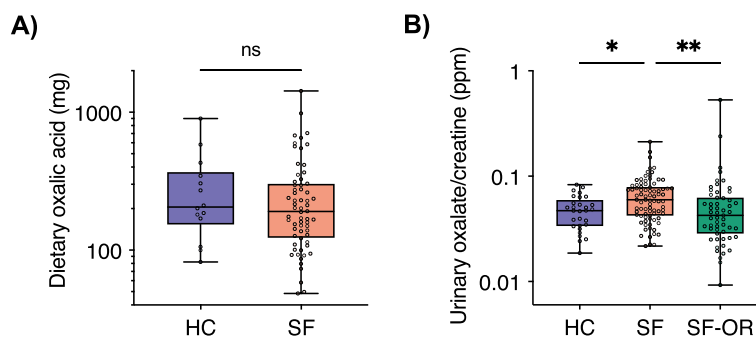 A)
ns
Dietary oxalic acid (mg)
1000
100
HC
SF
B)
*
**
Urinary oxalate/creatine (ppm)
1
0.1
0.01
HC
SF
SF-OR